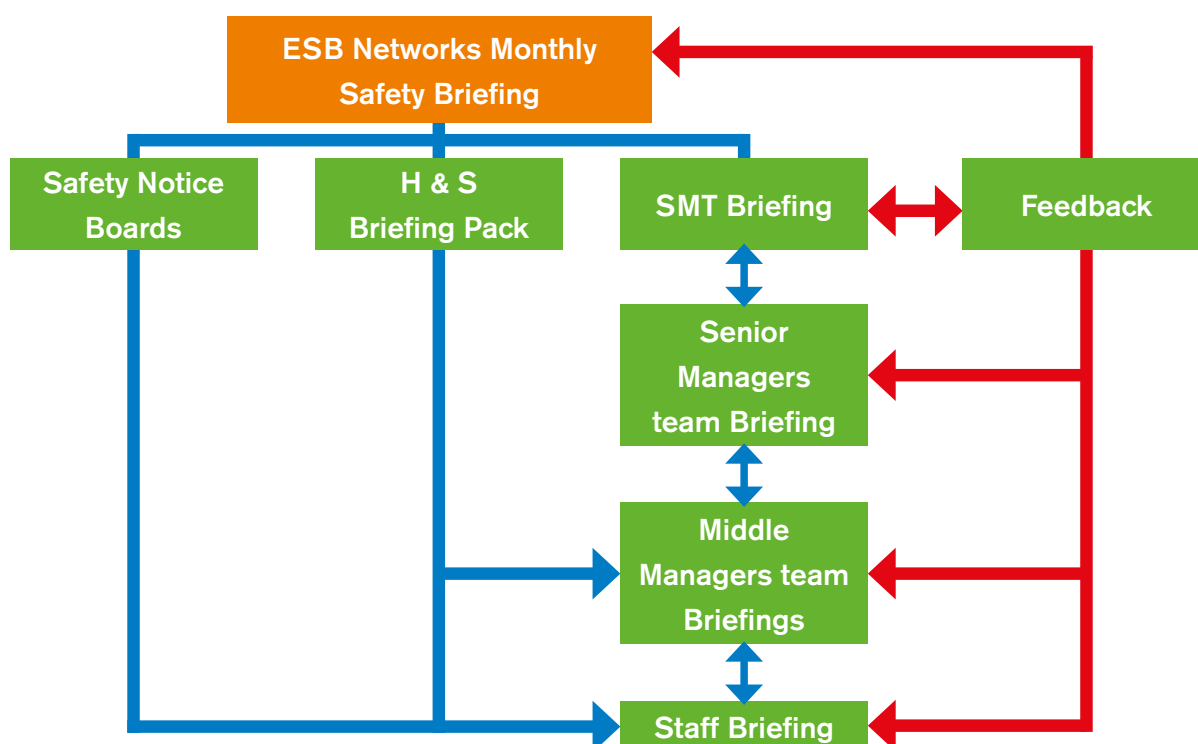 ESB Networks Monthly
Safety Briefing
Safety Notice
Boards
H & S
Briefing Pack
SMT Briefing
Feedback
Senior
Managers
team Briefing
Middle
Managers team
Briefings
Staff Briefing